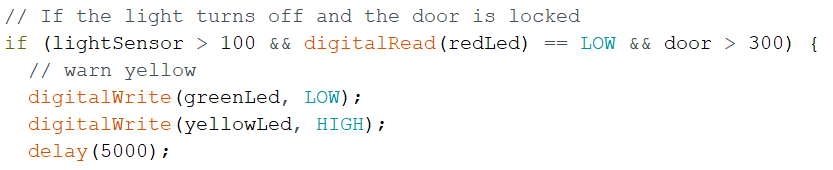 // If the light turns off and the door is locked
if (lightSensor > 100 && digitalRead(redLed) == LOW && door > 300) {
// warn yellow
digitalWrite(greenLed, LOW);
digitalWrite(yellowLed, HIGH);
delay(5000);